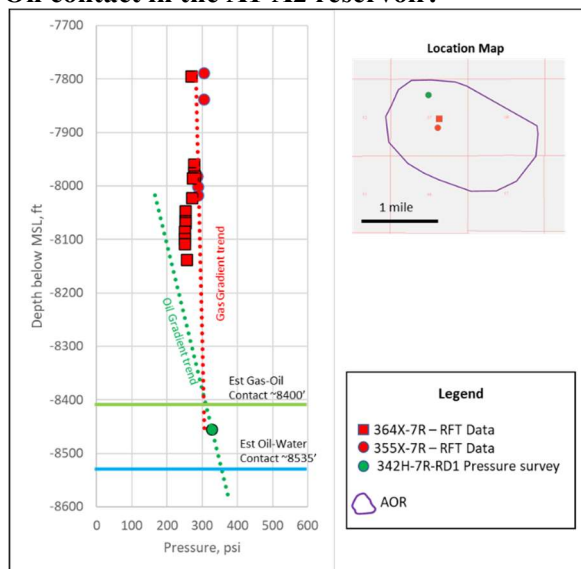 Oil contact in the A1-A2 reservoir?
-7700
-7800
-7900
-8000
-8100
-8200
-8300
-8400
-8500
-8600
Depth below MSL, ft
0 100 200 300 400 500 600
Pressure, psi
Gas Gradient trend
Oil Gradient trend
Est Gas-Oil
Contact ~8400'
Est Oil-Water
Contact ~8535'
Location Map
1 mile
Legend
364X-7R – RFT Data
355X-7R – RFT Data
342H-7R-RD1 Pressure survey
AOR